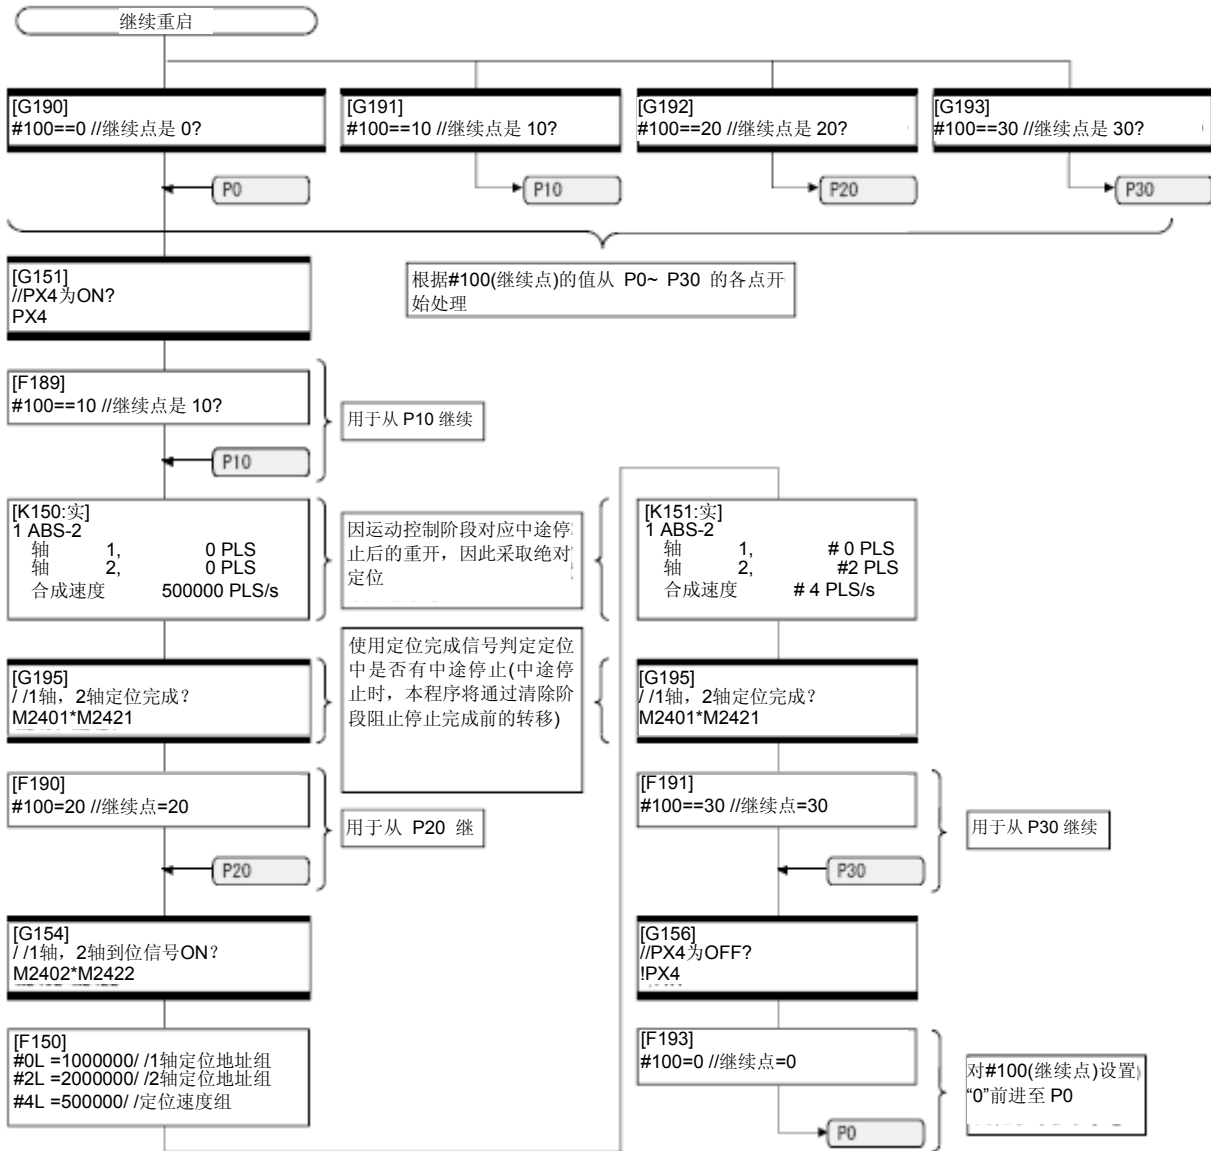 继续重启
[G190]
#100==0 //继续点是 0?
[G191]
#100==10 //继续点是 10?
[G192]
#100==20 //继续点是 20?
[G193]
#100==30 //继续点是 30?
P0
P10
P20
P30
根据#100(继续点)的值从 P0~ P30 的各点开
始处理
[G151]
//PX4为ON?
PX4
[F189]
#100==10 //继续点是 10?
用于从 P10 继续
P10
[K150:实]
1 ABS-2
轴 1, 0 PLS
轴 2, 0 PLS
合成速度 500000 PLS/s
因运动控制阶段对应中途停
止后的重开，因此采取绝对
定位
[K151:实]
1 ABS-2
轴 1, # 0 PLS
轴 2, #2 PLS
合成速度 # 4 PLS/s
[G195]
/ /1轴，2轴定位完成?
M2401*M2421
使用定位完成信号判定定位
中是否有中途停止(中途停
止时，本程序将通过清除阶
段阻止停止完成前的转移)
[G195]
/ /1轴，2轴定位完成?
M2401*M2421
[F190]
#100=20 //继续点=20
用于从 P20 继
P20
[F191]
#100==30 //继续点=30
用于从 P30 继续
P30
[G154]
/ /1轴，2轴到位信号ON?
M2402*M2422
[G156]
//PX4为OFF?
!PX4
[F150]
#0L =1000000/ /1轴定位地址组
#2L =2000000/ /2轴定位地址组
#4L =500000/ /定位速度组
[F193]
#100=0 //继续点=0
对#100(继续点)设置
“0”前进至 P0
P0